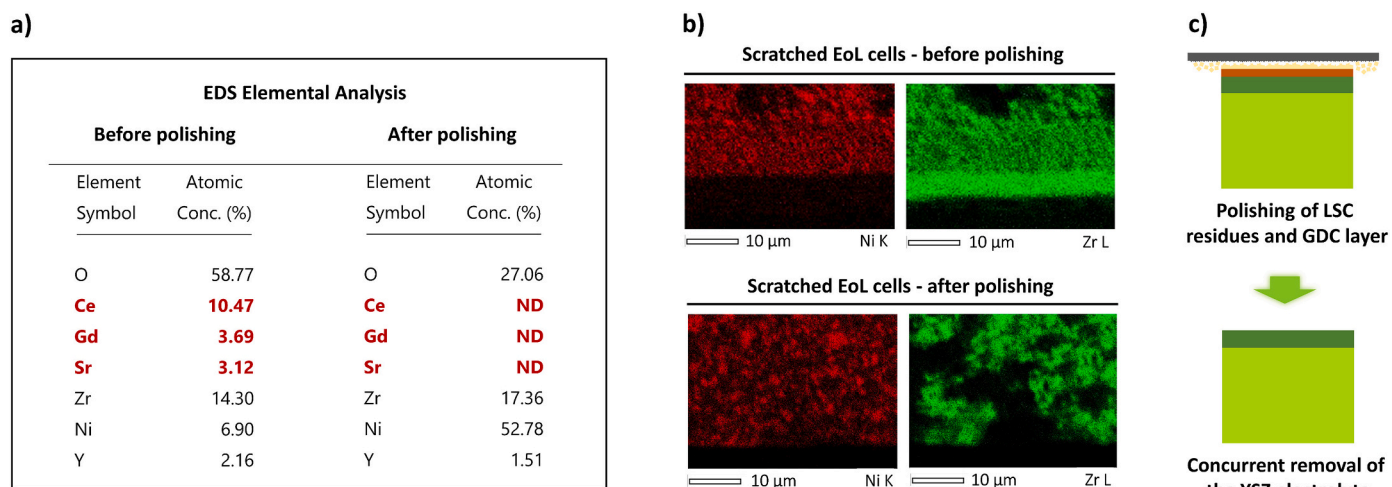 a)
EDS Elemental Analysis
Before polishing After polishing
Element Atomic Element Atomic
Symbol Conc. (%) Symbol Conc. (%)
O 58.77 O 27.06
Ce 10.47 Ce ND
Gd 3.69 Gd ND
Sr 3.12 Sr ND
Zr 14.30 Zr 17.36
Ni 6.90 Ni 52.78
Y 2.16 Y 1.51
b)
Scratched EoL cells - before polishing
10 µm Ni K 10 µm Zr L
Scratched EoL cells - after polishing
10 µm Ni K 10 µm Zr L
c)
Polishing of LSC
residues and GDC layer
Concurrent removal of
the YSZ